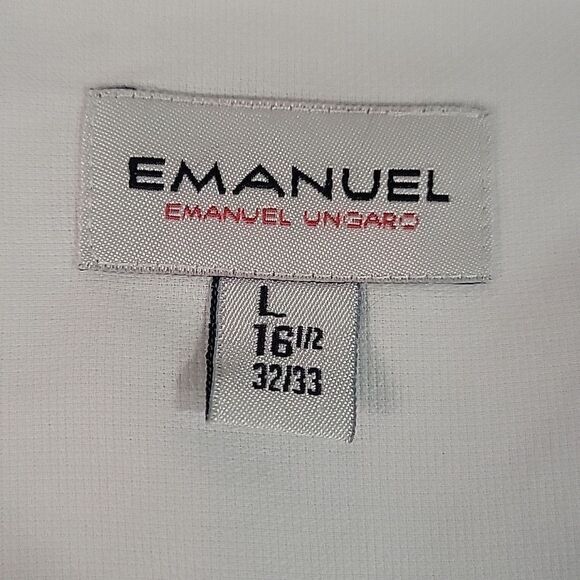 EMANUEL
EMANUEL UNGARO
L
16 1/2
32/33